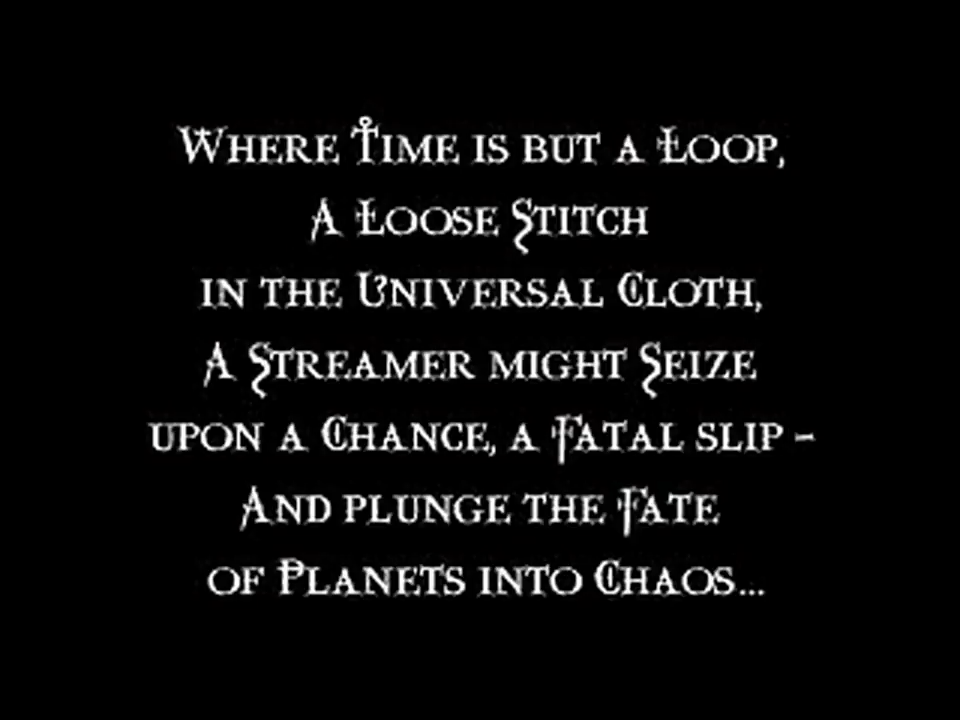 Where Time is but a Loop,
A Loose Stitch
in the Universal Cloth,
A Streamer might Seize
upon a Chance, a Fatal slip -
And plunge the Fate
of Planets into Chaos...